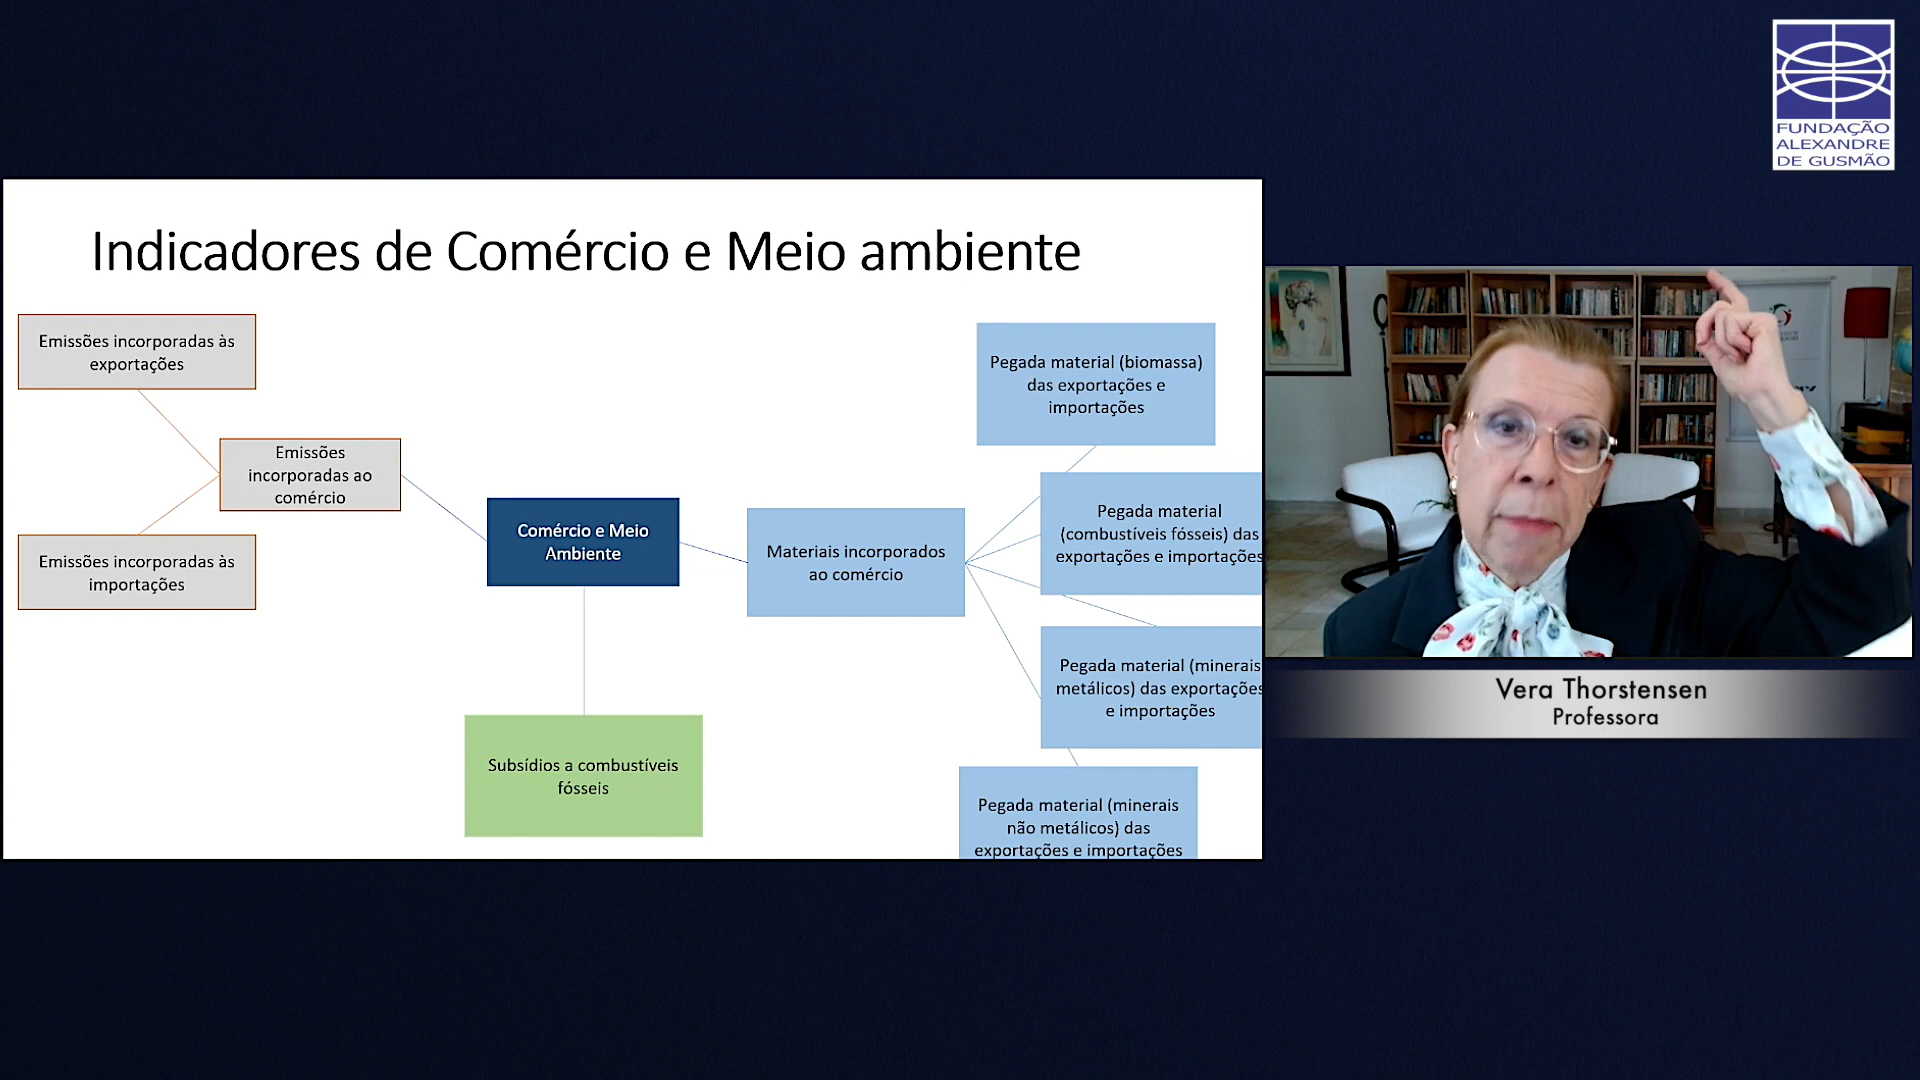 FUNDAÇÃO
ALEXANDRE
DE GUSMÃO
Indicadores de Comércio e Meio ambiente
Emissões incorporadas às
exportações
Emissões
incorporadas ao
comércio
Emissões incorporadas às
importações
Comércio e Meio
Ambiente
Subsídios a combustíveis
fósseis
Materiais incorporados
ao comércio
Pegada material (biomassa)
das exportações e
importações
Pegada material
(combustíveis fósseis) das
exportações e importações
Pegada material (minerais
metálicos) das exportações
e importações
Pegada material (minerais
não metálicos) das
exportações e importações
Vera Thorstensen
Professora